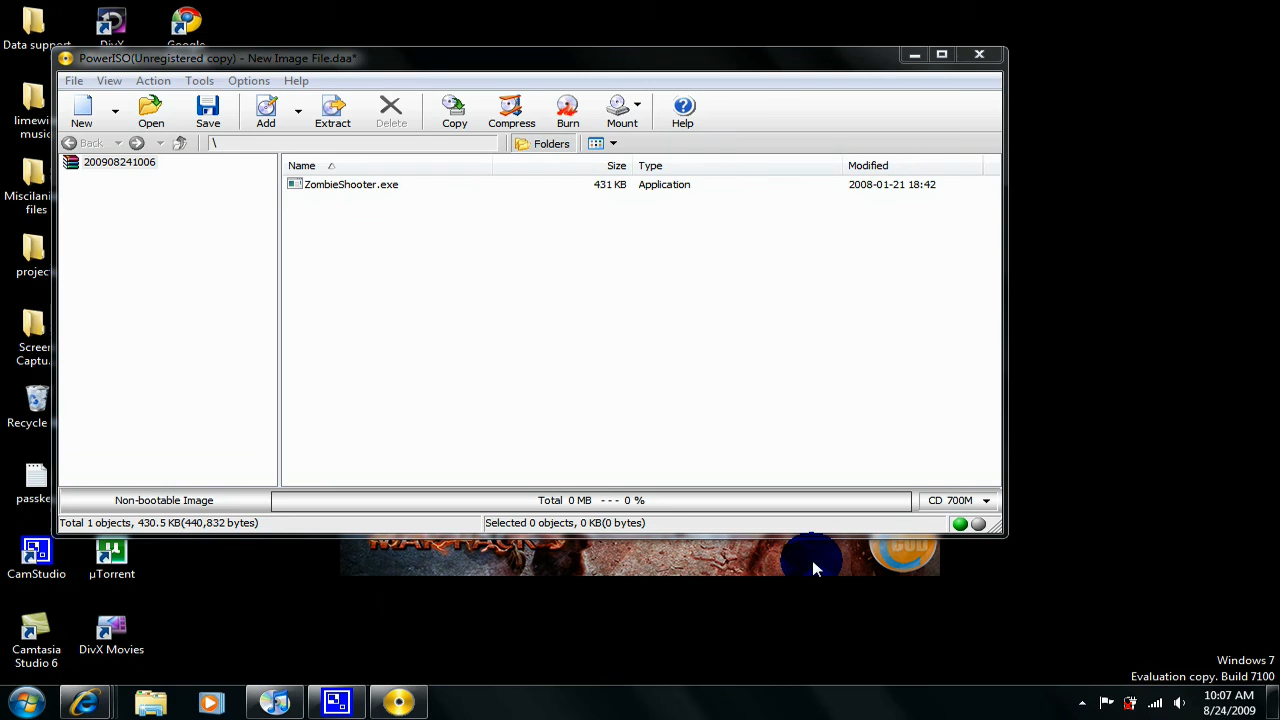 Data support
DivX
Google
PowerISO(Unregistered copy) - New Image File.daa*
File View Action Tools Options Help
New Open Save Add Extract Delete Copy Compress Burn Mount Help
Back \ Folders
200908241006
Name Size Type Modified
ZombieShooter.exe 431 KB Application 2008-01-21 18:42
limewire
music
Miscilani
files
project
Screen
Captu...
Recycle
passke
Non-bootable Image Total 0 MB --- 0 % CD 700M
Total 1 objects, 430.5 KB(440,832 bytes) Selected 0 objects, 0 KB(0 bytes)
GOD
CamStudio
µTorrent
Camtasia
Studio 6
DivX Movies
Windows 7
Evaluation copy. Build 7100
10:07 AM
8/24/2009